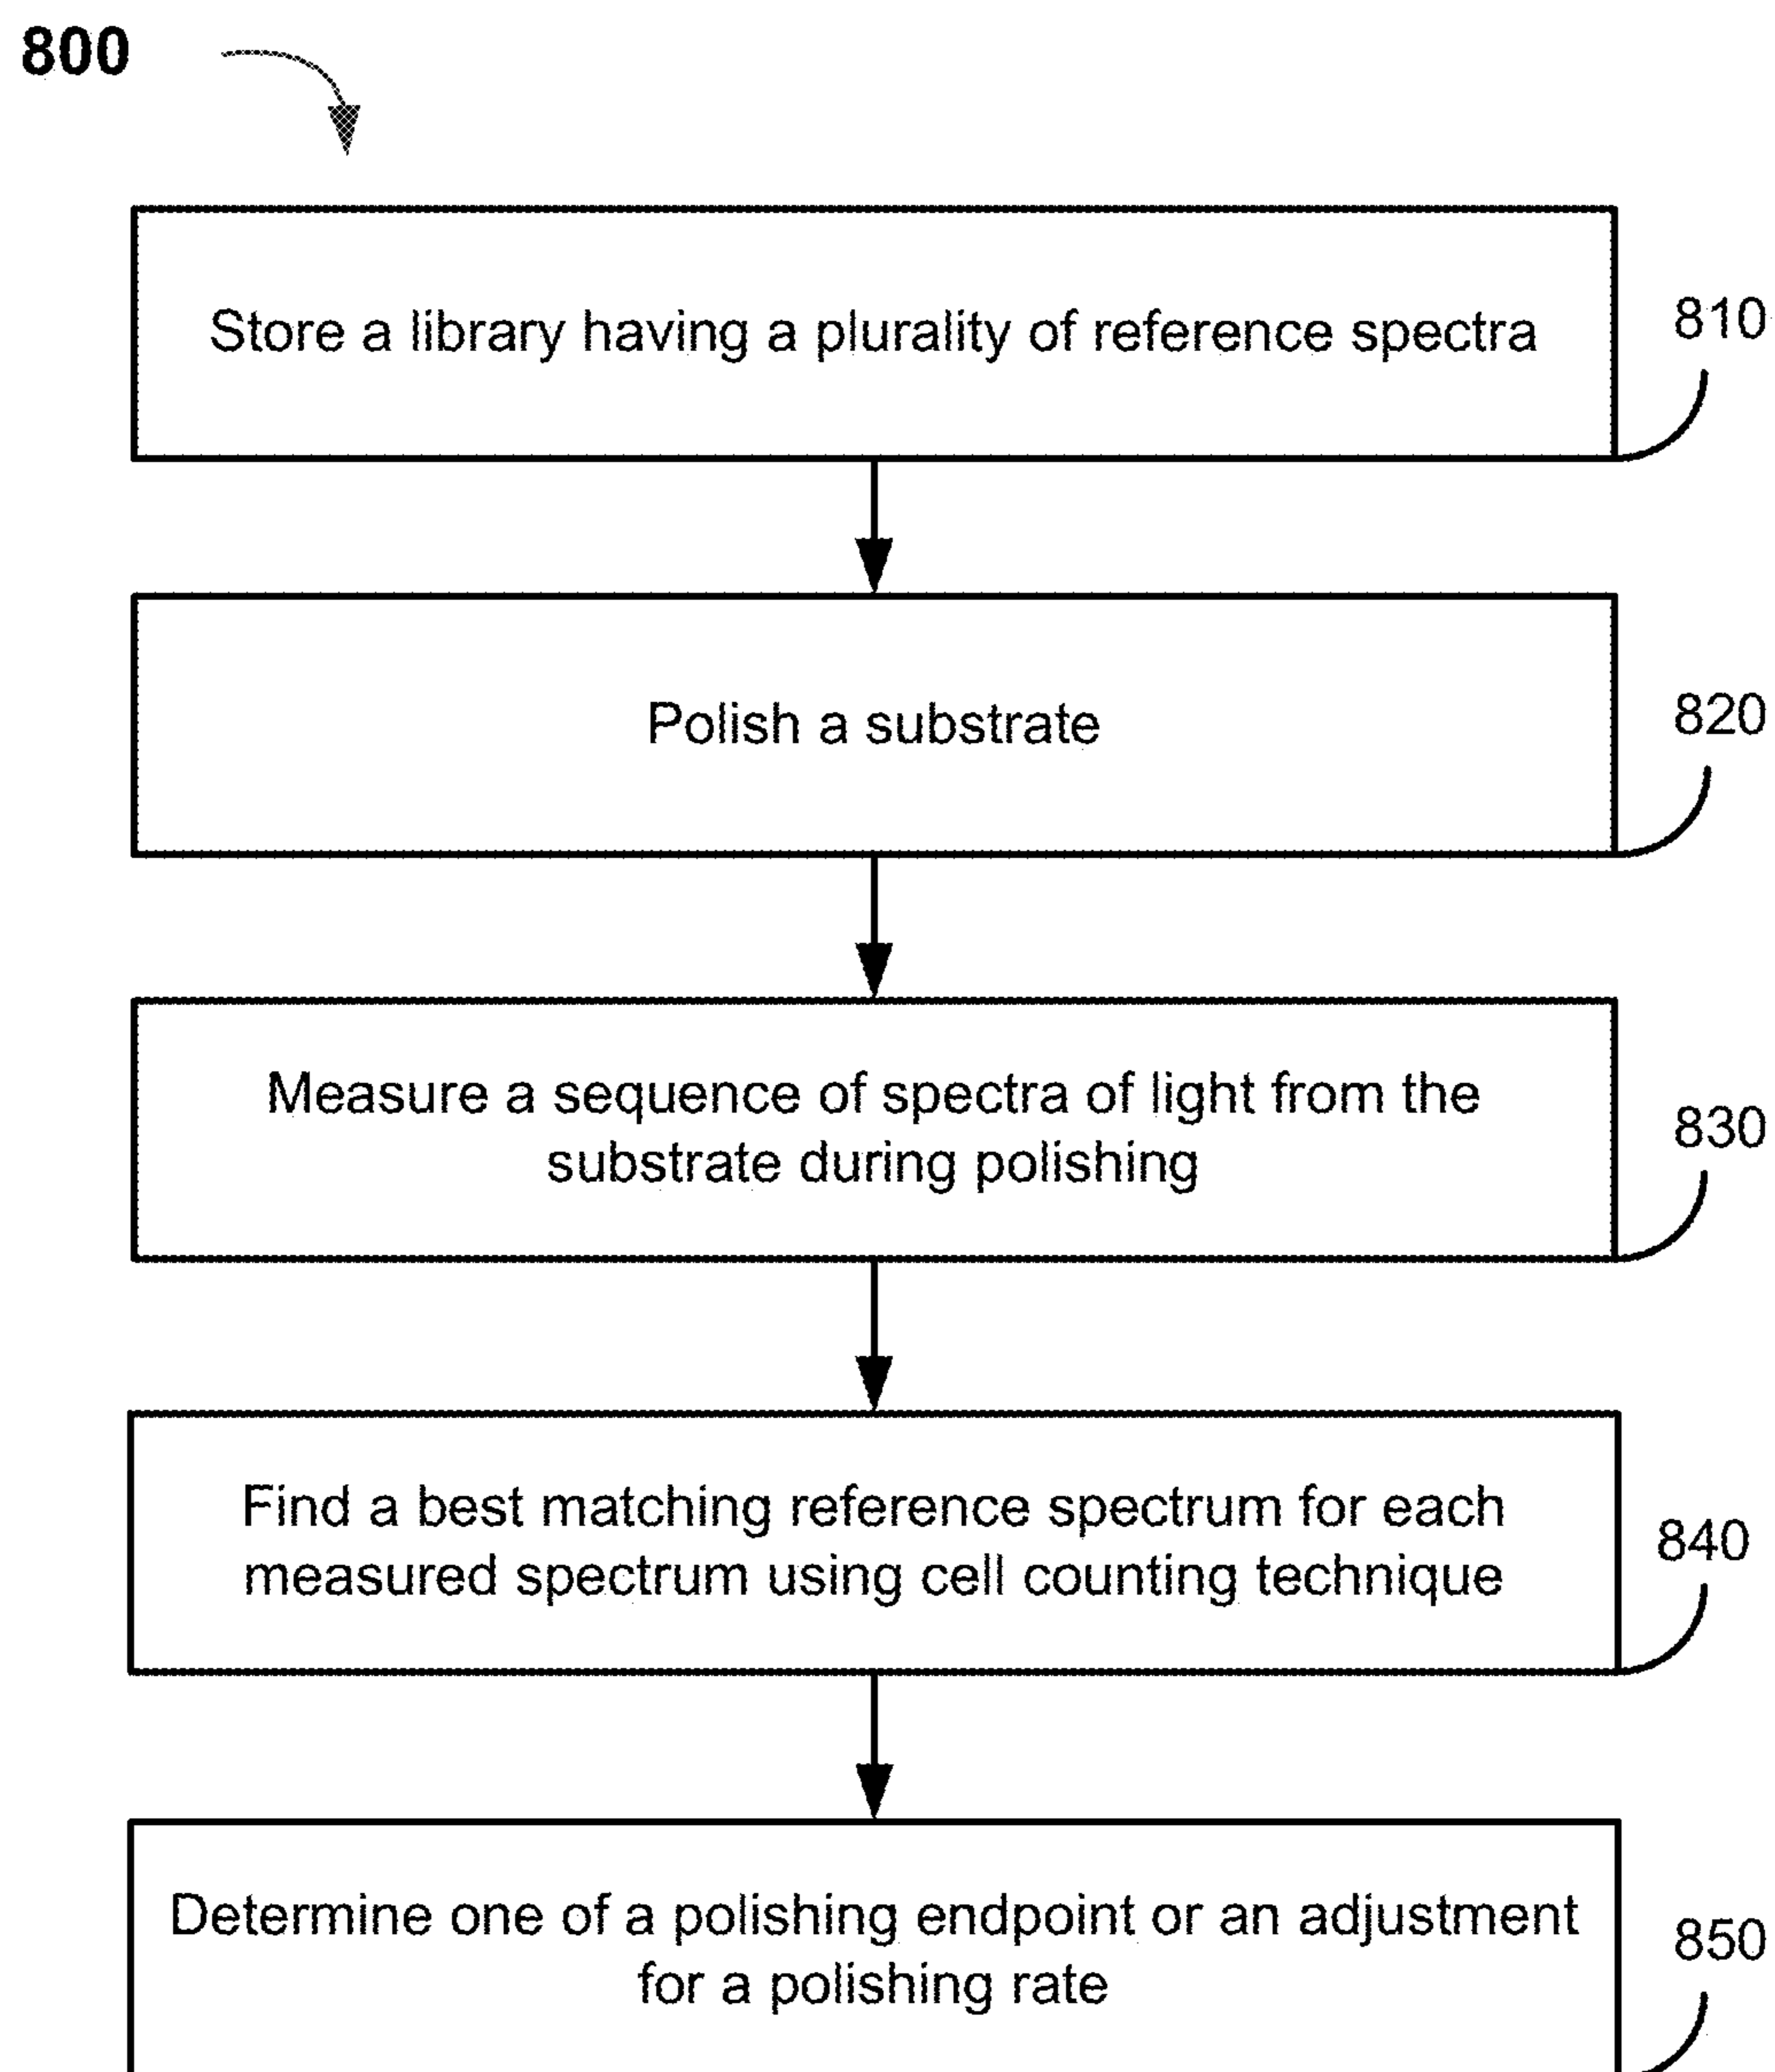 800
Store a library having a plurality of reference spectra
810
Polish a substrate
820
Measure a sequence of spectra of light from the
substrate during polishing
830
Find a best matching reference spectrum for each
measured spectrum using cell counting technique
840
Determine one of a polishing endpoint or an adjustment
for a polishing rate
850